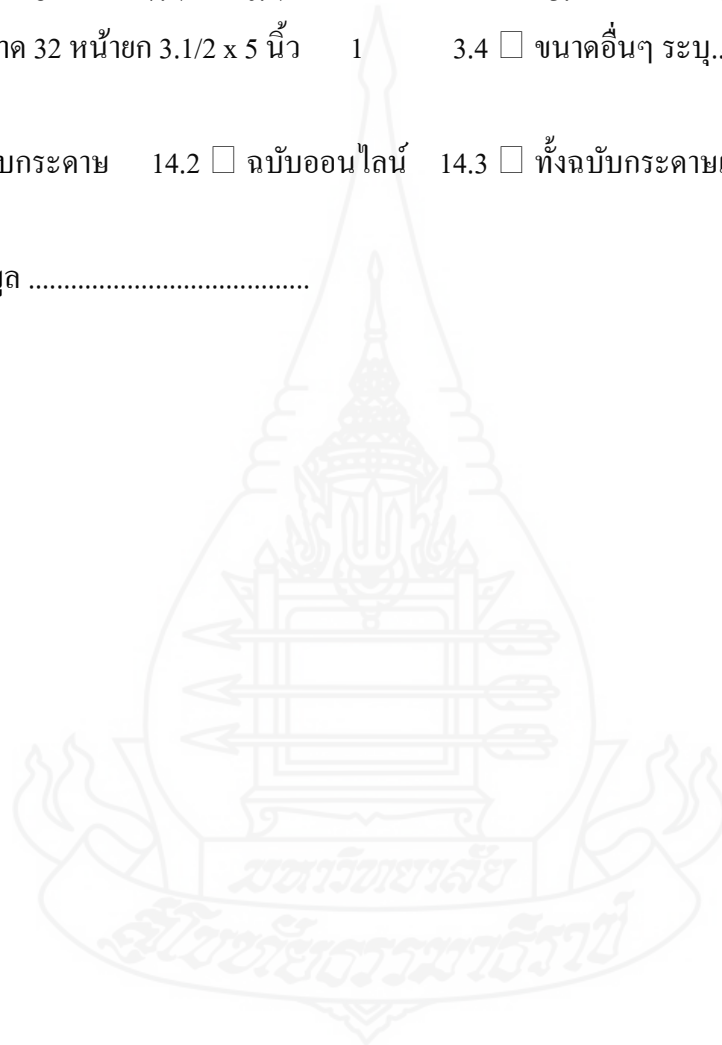 าด 32 หน้ายก 3.1/2 x 5 นิ้ว 1 3.4 □ ขนาดอื่นๆ ระบุ..
บกระดาษ 14.2 □ ฉบับออนไลน์ 14.3 □ ทั้งฉบับกระดาษ
มูล ........................................
มหาวิทยาลัย
สุโขทัยธรรมาธิราช